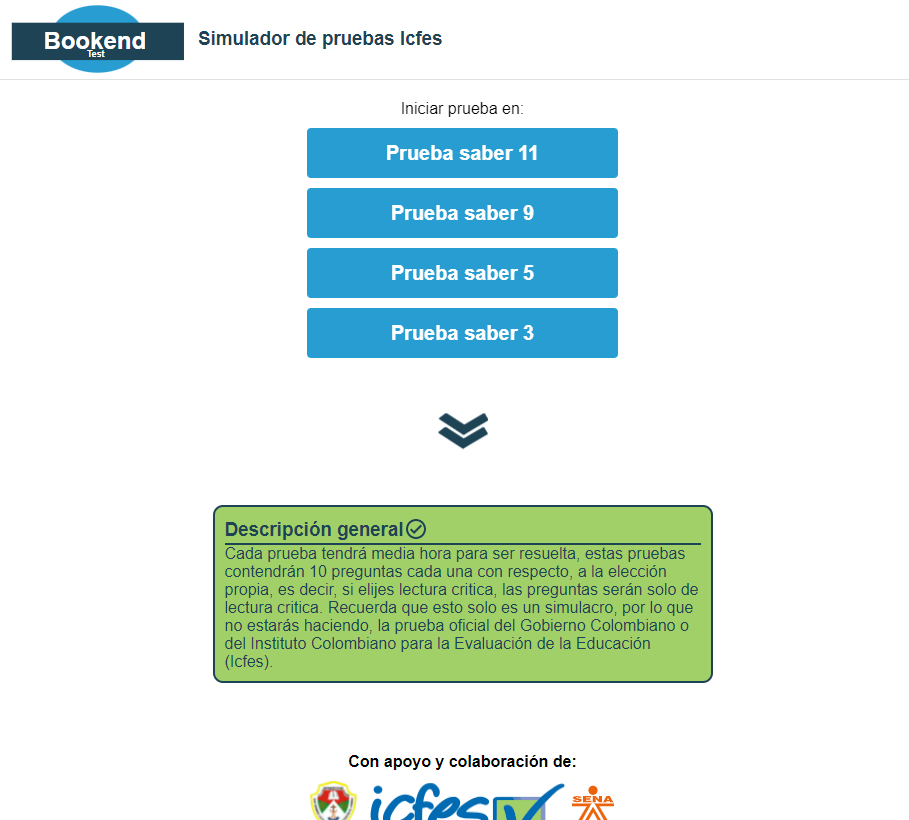 Bookend
Test
Simulador de pruebas Icfes
Iniciar prueba en:
Prueba saber 11
Prueba saber 9
Prueba saber 5
Prueba saber 3
Descripción general
Cada prueba tendrá media hora para ser resuelta, estas pruebas
contendrán 10 preguntas cada una con respecto, a la elección
propia, es decir, si elijes lectura critica, las preguntas serán solo de
lectura critica. Recuerda que esto solo es un simulacro, por lo que
no estarás haciendo, la prueba oficial del Gobierno Colombiano o
del Instituto Colombiano para la Evaluación de la Educación
(Icfes).
Con apoyo y colaboración de:
icfes
SENA